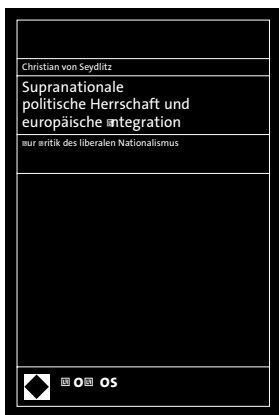 Christian von Seydlitz
Supranationale
politische Herrschaft und
europäische
des liberalen Nationalismus